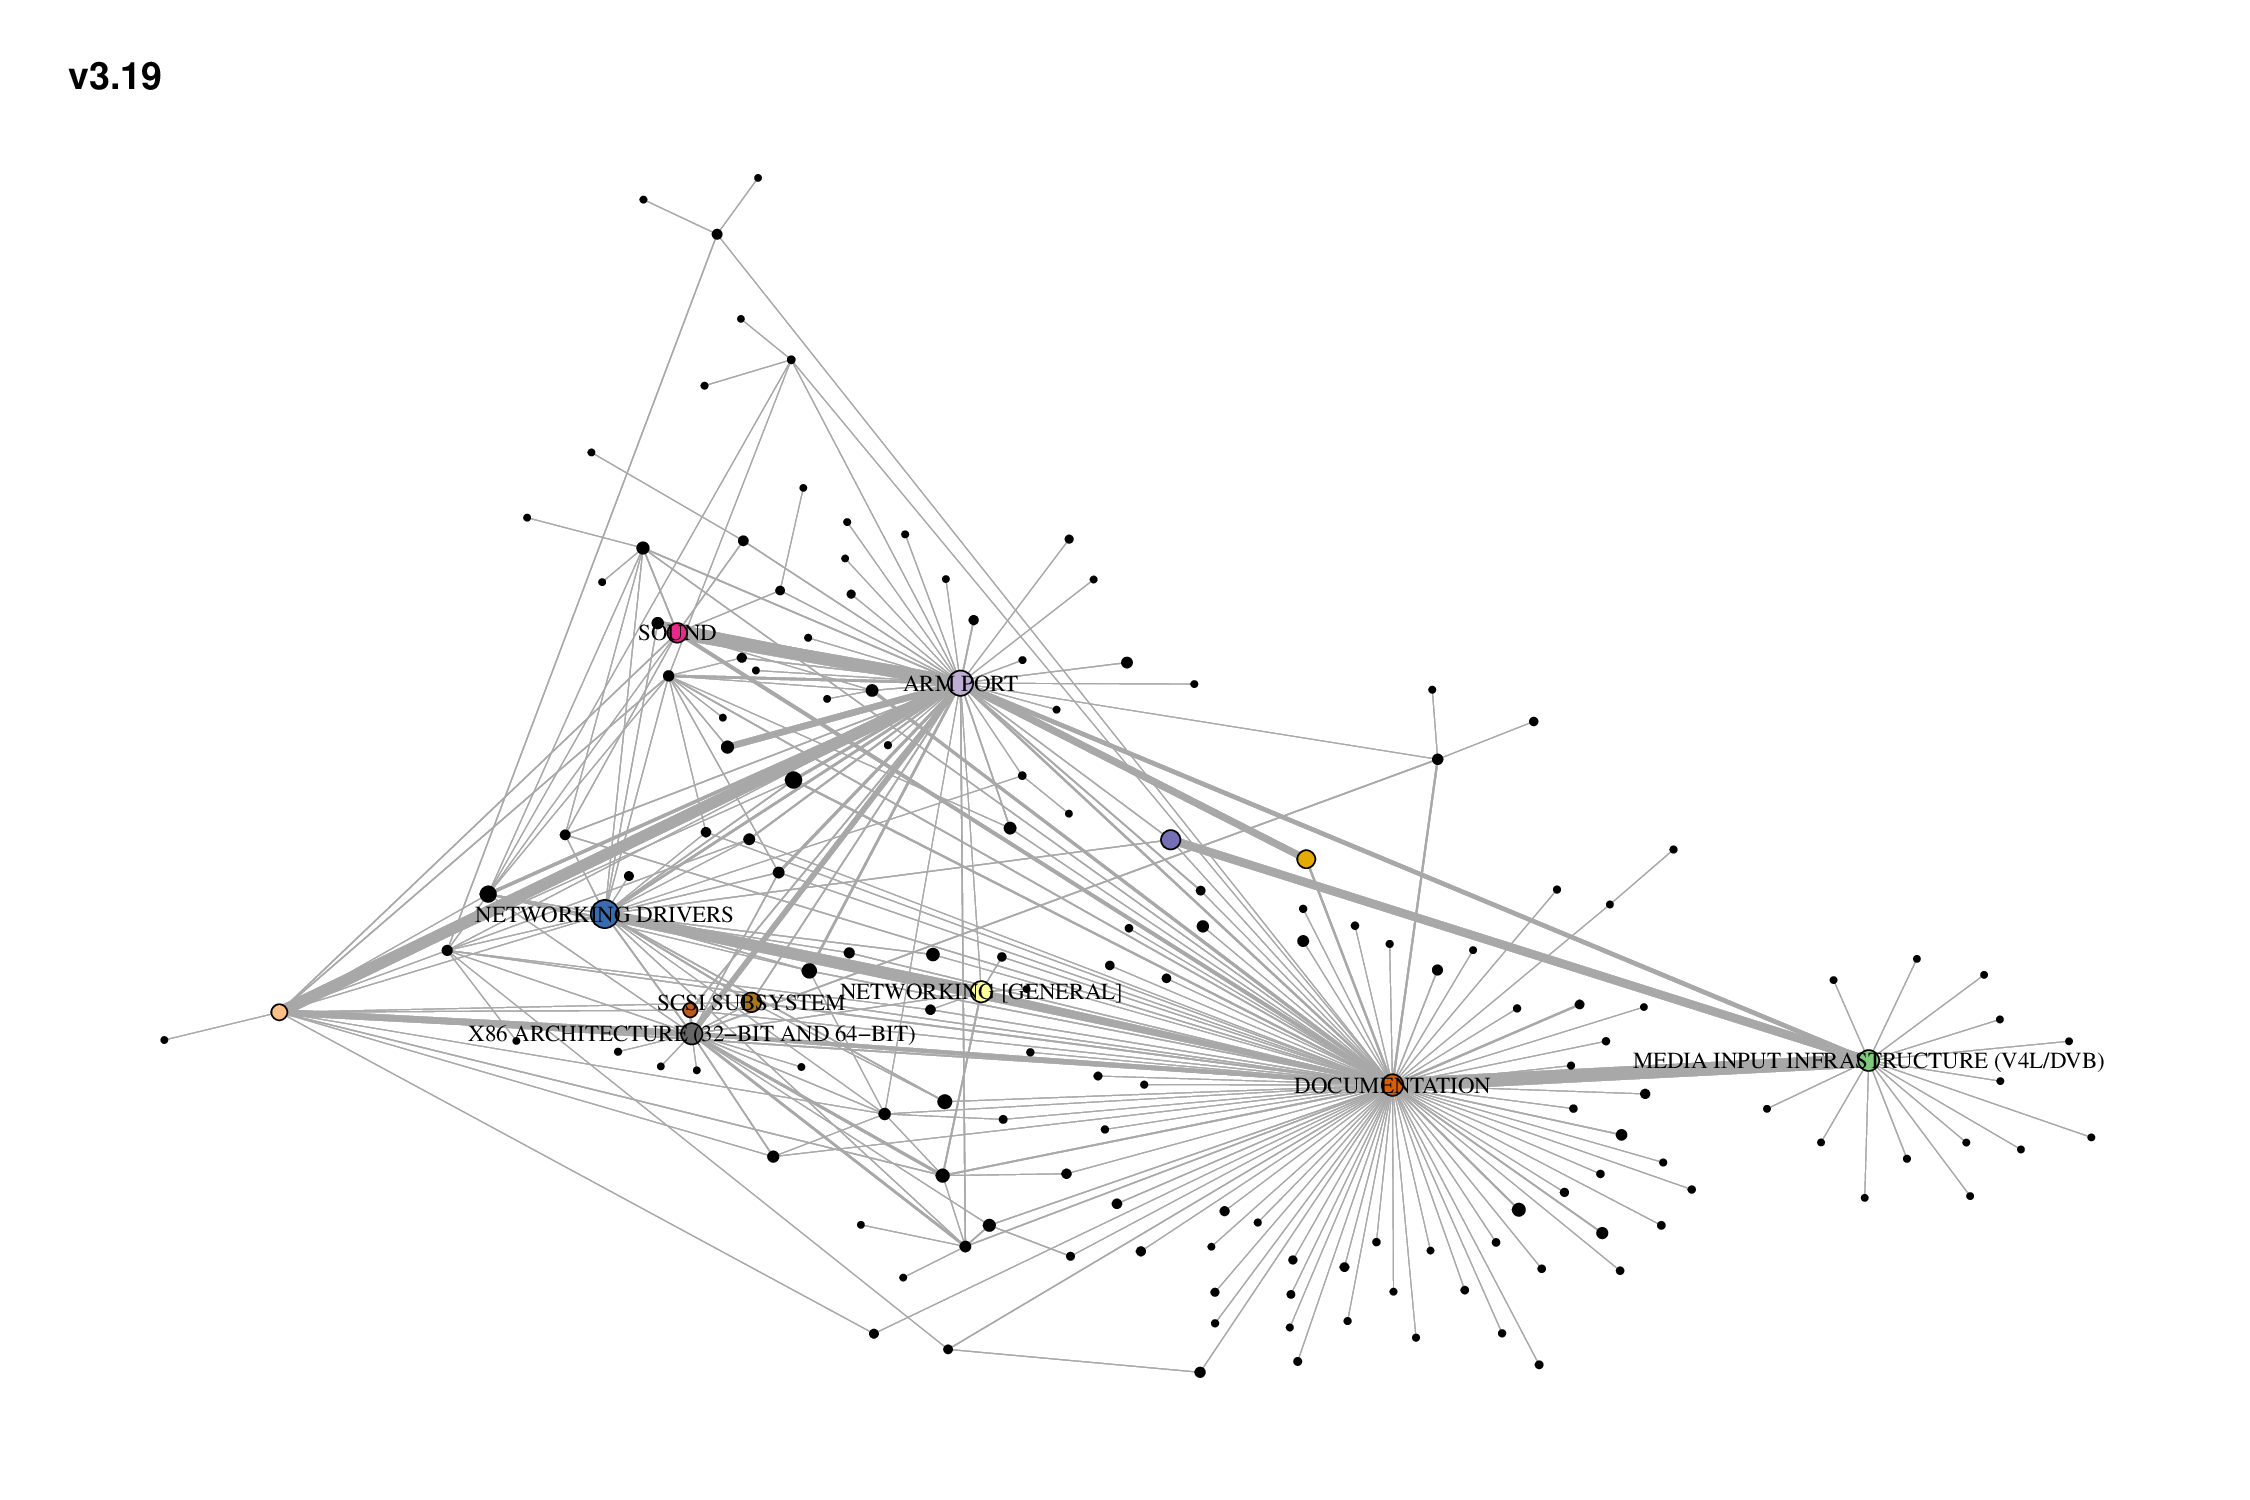 v3.19
SOUND
ARM PORT
NETWORKING DRIVERS
NETWORKING [GENERAL]
SCSI SUBSYSTEM
X86 ARCHITECTURE (32−BIT AND 64−BIT)
MEDIA INPUT INFRASTRUCTURE (V4L/DVB)
DOCUMENTATION